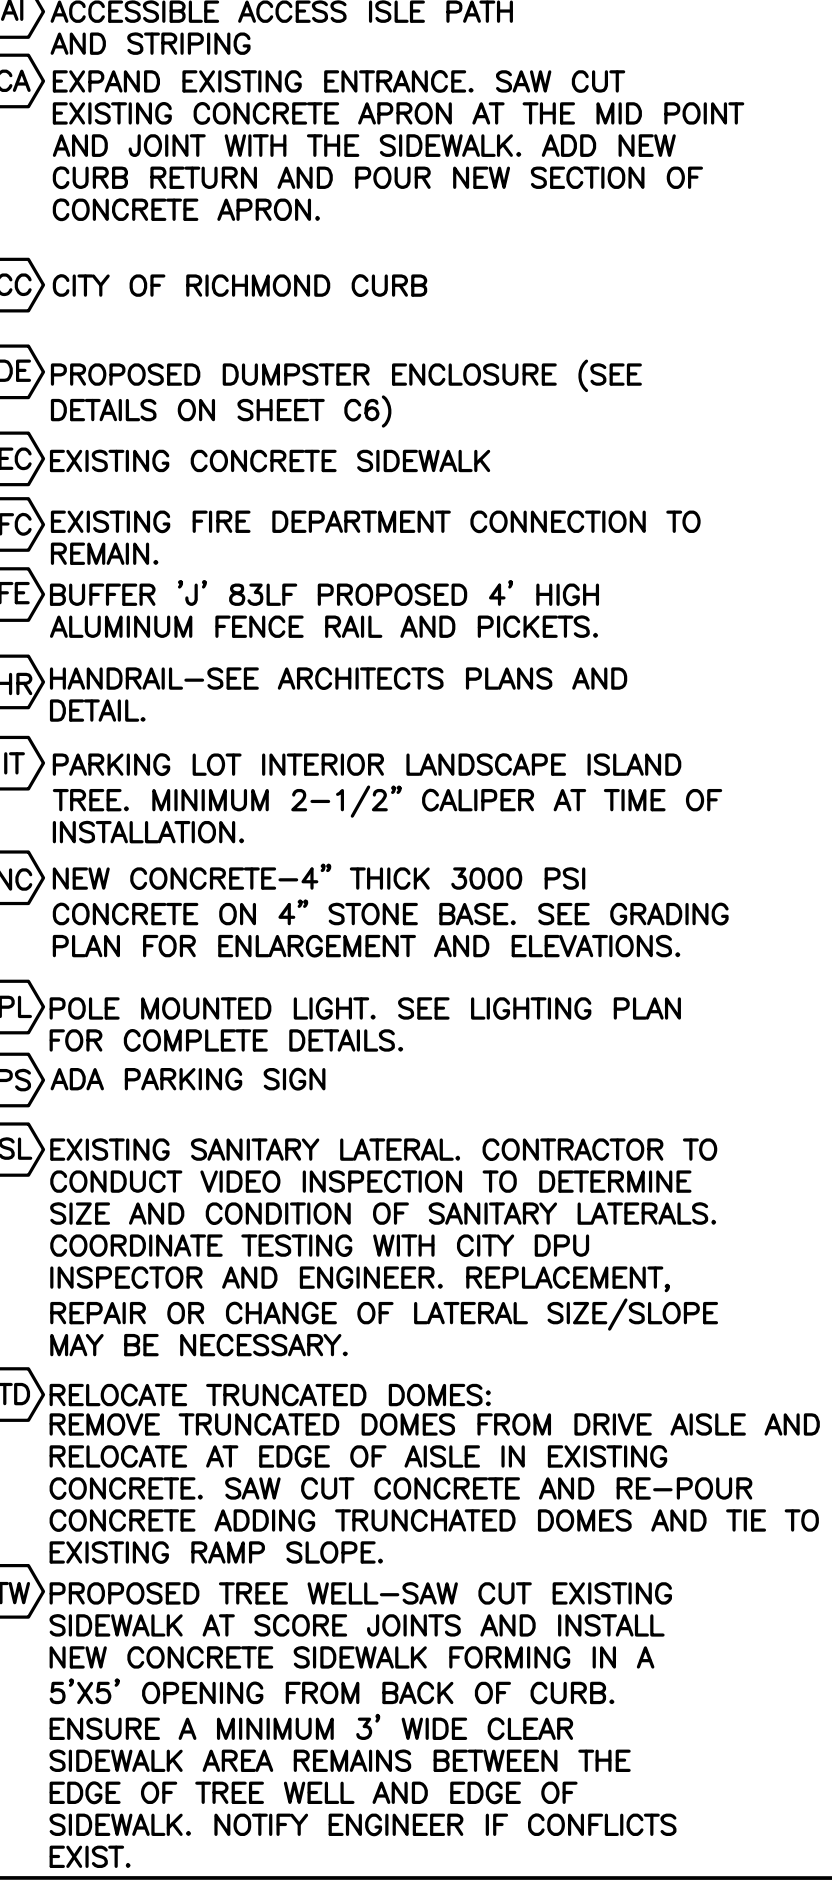 AI ACCESSIBLE ACCESS ISLE PATH
AND STRIPING
CA EXPAND EXISTING ENTRANCE. SAW CUT
EXISTING CONCRETE APRON AT THE MID POINT
AND JOINT WITH THE SIDEWALK. ADD NEW
CURB RETURN AND POUR NEW SECTION OF
CONCRETE APRON.
CC CITY OF RICHMOND CURB
DE PROPOSED DUMPSTER ENCLOSURE (SEE
DETAILS ON SHEET C6)
EC EXISTING CONCRETE SIDEWALK
FC EXISTING FIRE DEPARTMENT CONNECTION TO
REMAIN.
FE BUFFER 'J' 83LF PROPOSED 4' HIGH
ALUMINUM FENCE RAIL AND PICKETS.
HR HANDRAIL–SEE ARCHITECTS PLANS AND
DETAIL.
IT PARKING LOT INTERIOR LANDSCAPE ISLAND
TREE. MINIMUM 2–1/2" CALIPER AT TIME OF
INSTALLATION.
NC NEW CONCRETE–4" THICK 3000 PSI
CONCRETE ON 4" STONE BASE. SEE GRADING
PLAN FOR ENLARGEMENT AND ELEVATIONS.
PL POLE MOUNTED LIGHT. SEE LIGHTING PLAN
FOR COMPLETE DETAILS.
PS ADA PARKING SIGN
SL EXISTING SANITARY LATERAL. CONTRACTOR TO
CONDUCT VIDEO INSPECTION TO DETERMINE
SIZE AND CONDITION OF SANITARY LATERALS.
COORDINATE TESTING WITH CITY DPU
INSPECTOR AND ENGINEER. REPLACEMENT,
REPAIR OR CHANGE OF LATERAL SIZE/SLOPE
MAY BE NECESSARY.
TD RELOCATE TRUNCATED DOMES:
REMOVE TRUNCATED DOMES FROM DRIVE AISLE AND
RELOCATE AT EDGE OF AISLE IN EXISTING
CONCRETE. SAW CUT CONCRETE AND RE–POUR
CONCRETE ADDING TRUNCHATED DOMES AND TIE TO
EXISTING RAMP SLOPE.
TW PROPOSED TREE WELL–SAW CUT EXISTING
SIDEWALK AT SCORE JOINTS AND INSTALL
NEW CONCRETE SIDEWALK FORMING IN A
5'X5' OPENING FROM BACK OF CURB.
ENSURE A MINIMUM 3' WIDE CLEAR
SIDEWALK AREA REMAINS BETWEEN THE
EDGE OF TREE WELL AND EDGE OF
SIDEWALK. NOTIFY ENGINEER IF CONFLICTS
EXIST.